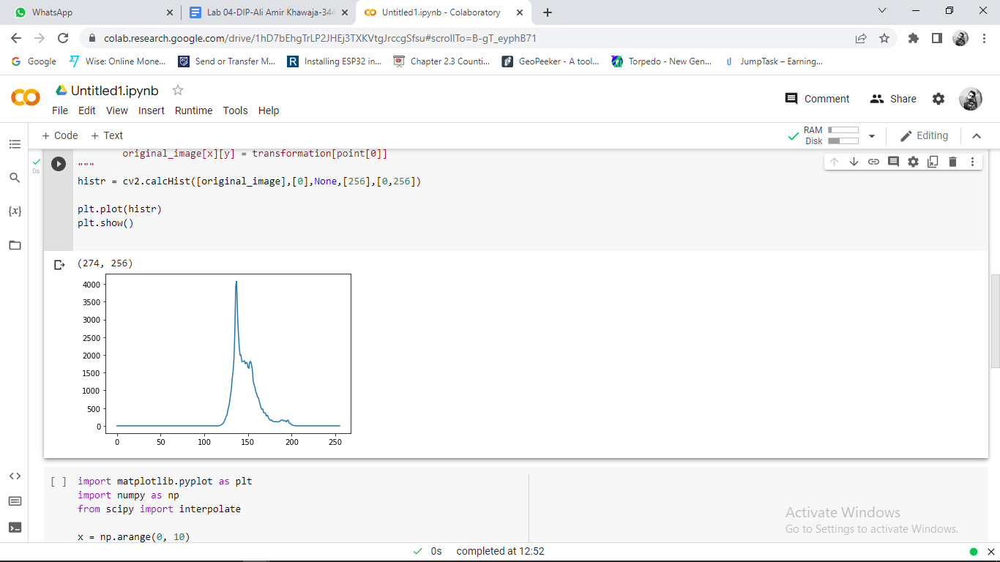 WhatsApp
Lab 04-DIP-Ali Amir Khawaja-344
Untitled1.ipynb - Colaboratory
colab.research.google.com/drive/1hD7bEhgTrLP2JHEj3TXKVtgJrccgSfsu#scrollTo=B-gT_eyphB71
Google
Wise: Online Mone...
Send or Transfer M...
R Installing ESP32 in...
Chapter 2.3 Counti...
GeoPeeker - A tool...
Torpedo - New Gen...
JumpTask – Earning...
Untitled1.ipynb
Comment
Share
File Edit View Insert Runtime Tools Help
+ Code + Text
RAM
Disk
Editing
original_image[x][y] = transformation[point[0]]
0s
"""
histr = cv2.calcHist([original_image],[0],None,[256],[0,256])
{x}
plt.plot(histr)
plt.show()
(274, 256)
4000
3500
3000
2500
2000
1500
1000
500
0
0 50 100 150 200 250
[ ]
import matplotlib.pyplot as plt
import numpy as np
from scipy import interpolate
x = np.arange(0, 10)
Activate Windows
Go to Settings to activate Windows.
0s completed at 12:52